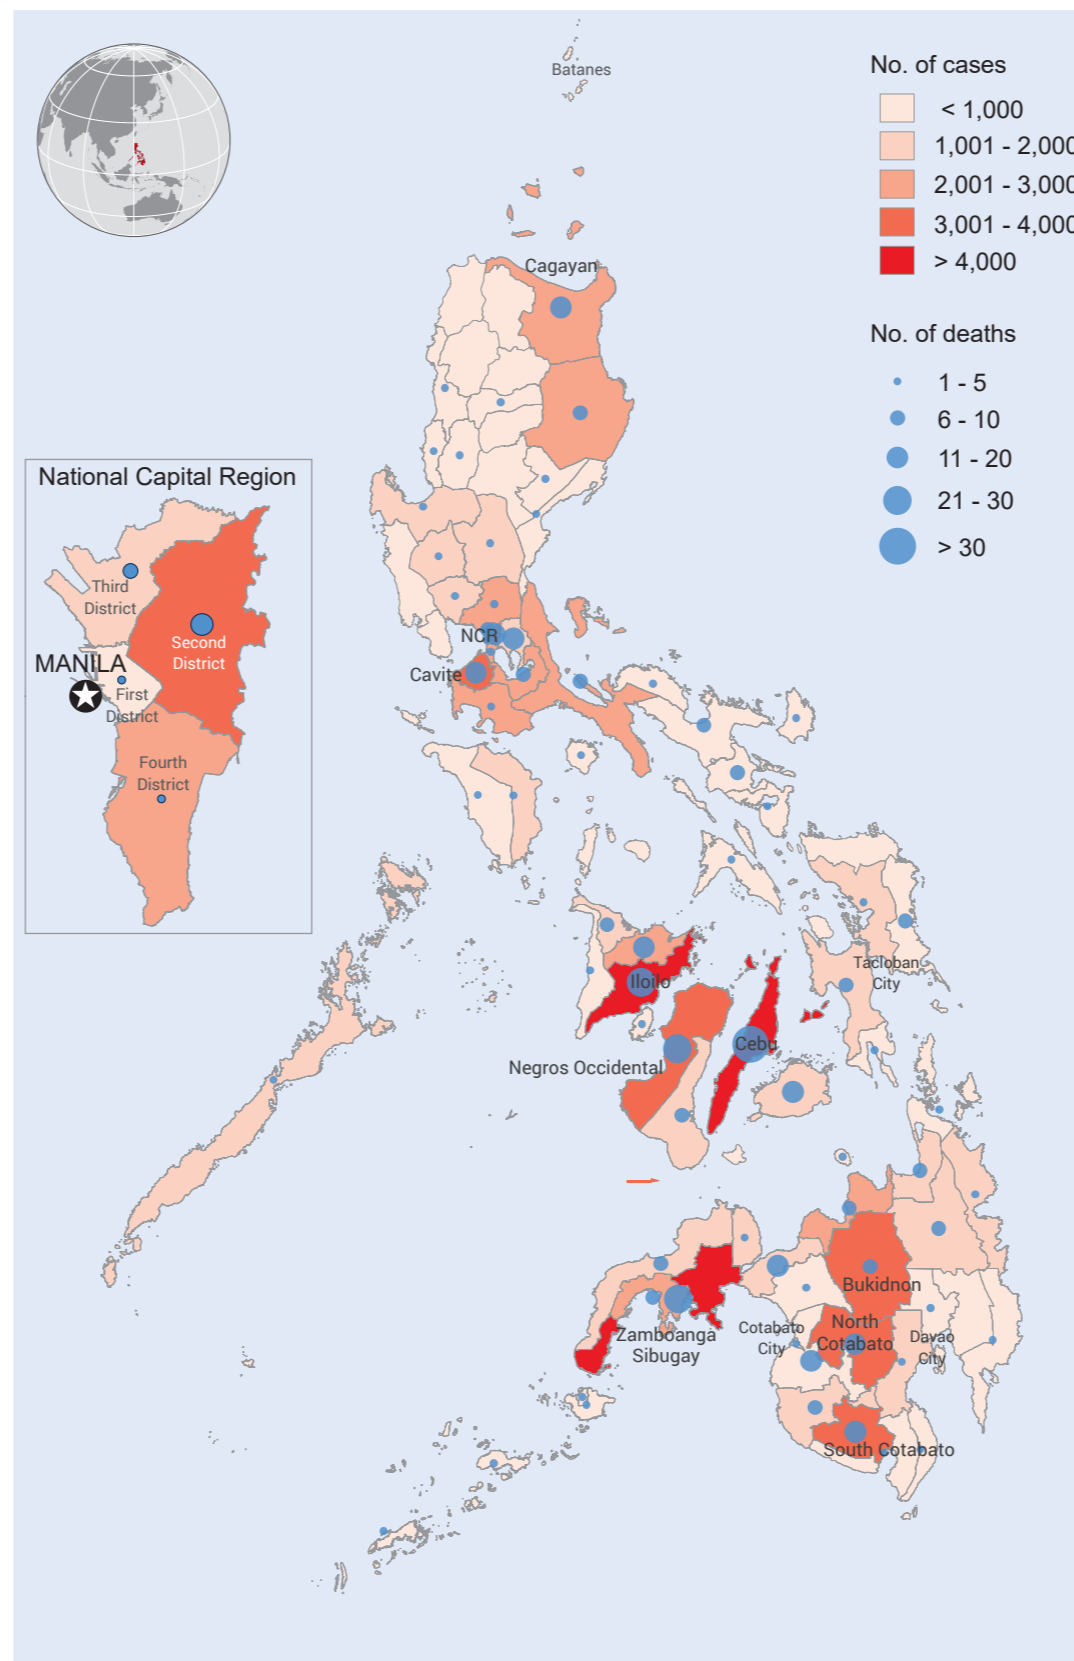 Batanes
No. of cases
< 1,000
1,001 - 2,000
2,001 - 3,000
3,001 - 4,000
> 4,000
No. of deaths
1 - 5
6 - 10
11 - 20
21 - 30
> 30
Cagayan
National Capital Region
Third
District
Second
District
MANILA
First
District
Fourth
District
NCR
Cavite
Tacloban
City
Iloilo
Cebu
Negros Occidental
Bukidnon
Zamboanga
Sibugay
Cotabato
City
North
Cotabato
Davao
City
South Cotabato